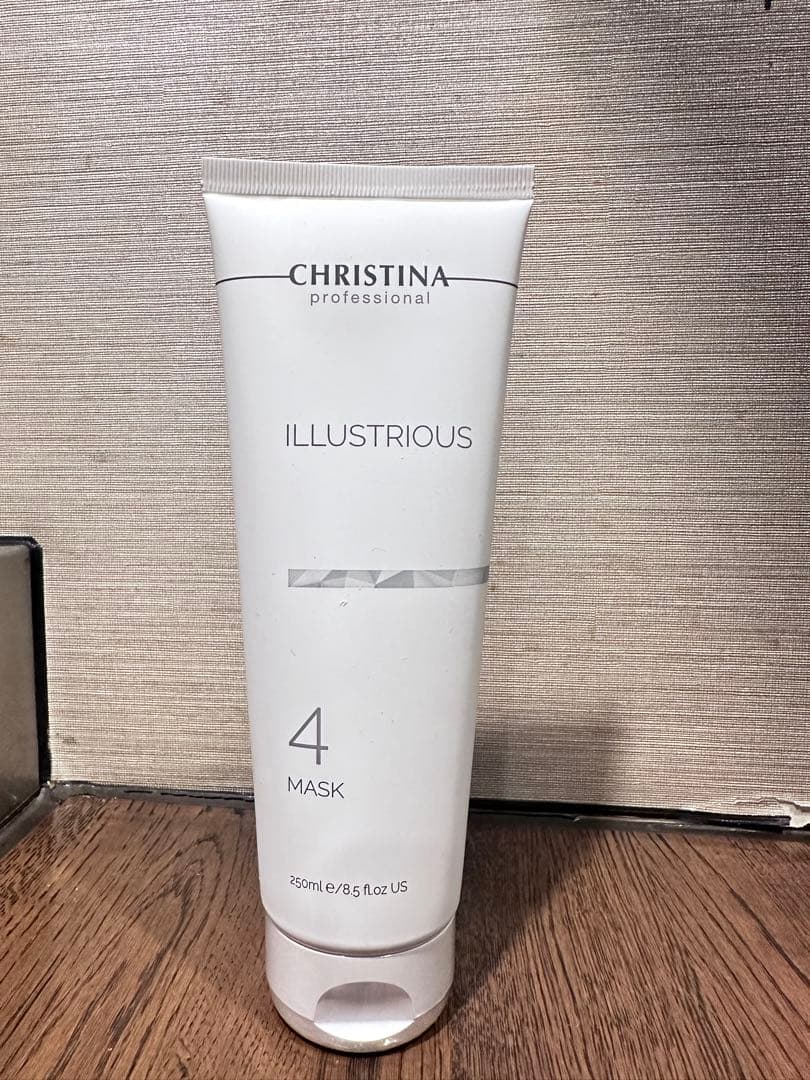 CHRISTINA
professional
ILLUSTRIOUS
4
MASK
250ml e/8.5 fl.oz US